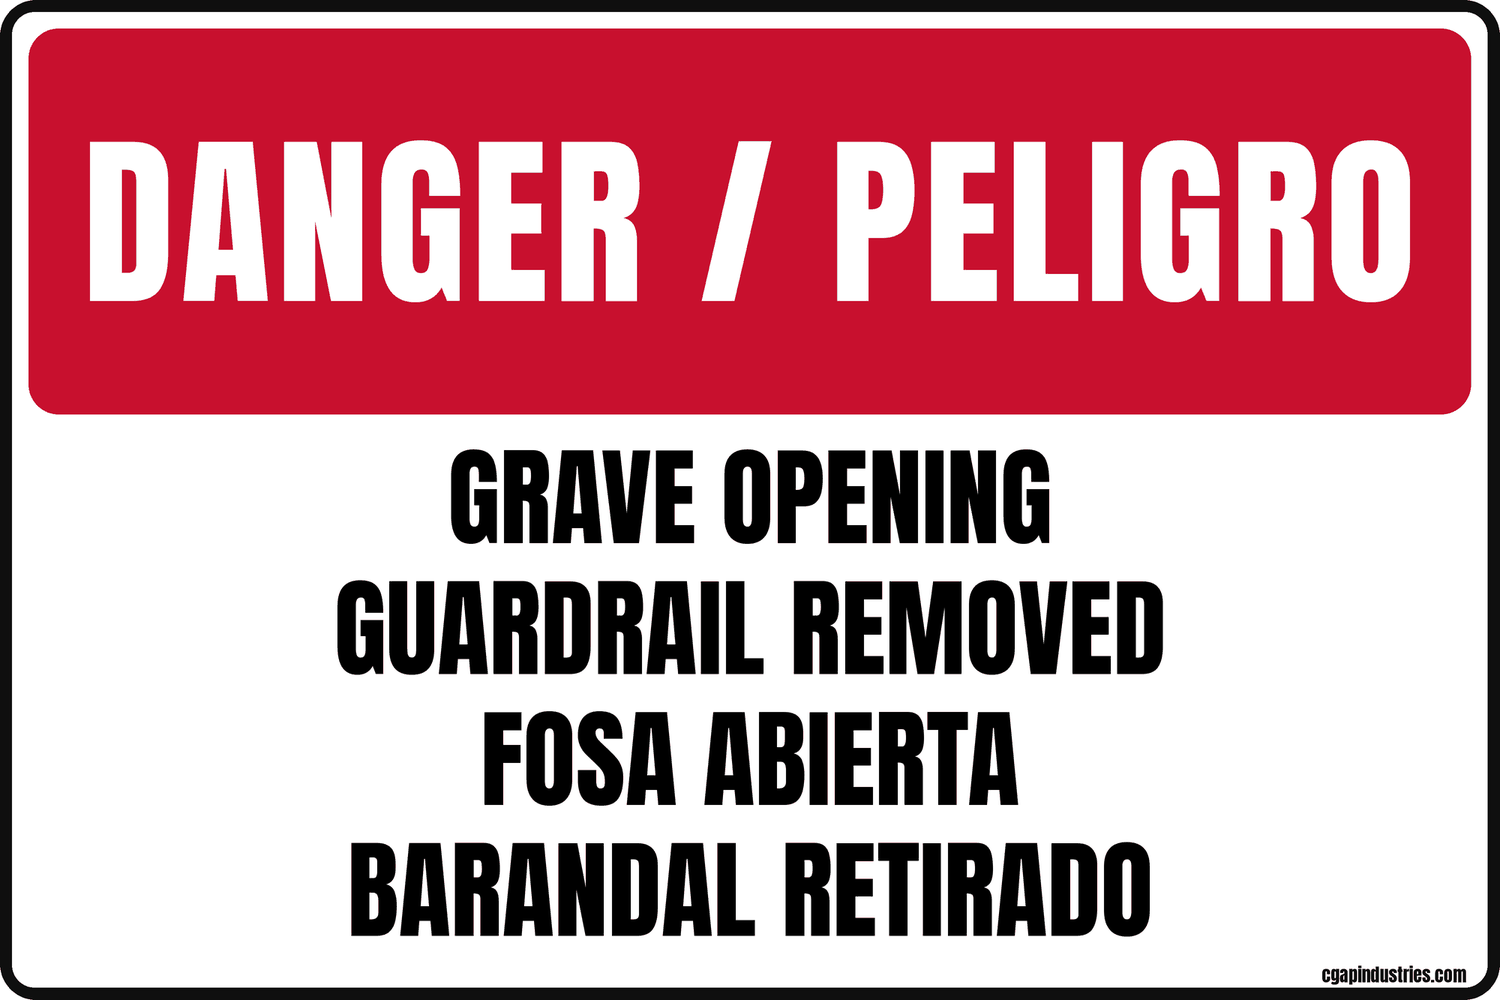 DANGER / PELIGRO
GRAVE OPENING
GUARDRAIL REMOVED
FOSA ABIERTA
BARANDAL RETIRADO
cgapindustries.com